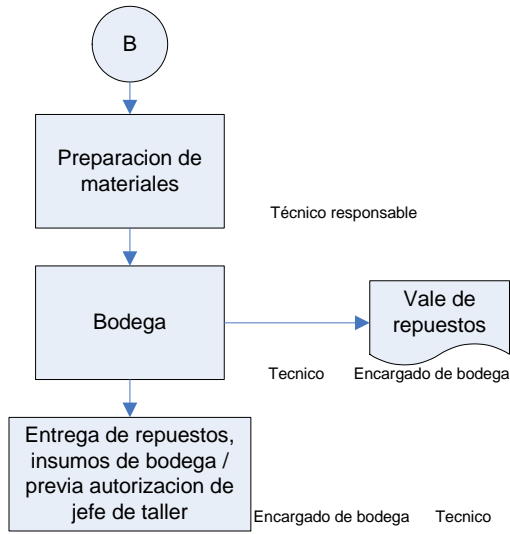 B
Preparacion de
materiales
Técnico responsable
Bodega
Vale de
repuestos
Tecnico
Encargado de bodega
Entrega de repuestos,
insumos de bodega /
previa autorizacion de
jefe de taller
Encargado de bodega
Tecnico